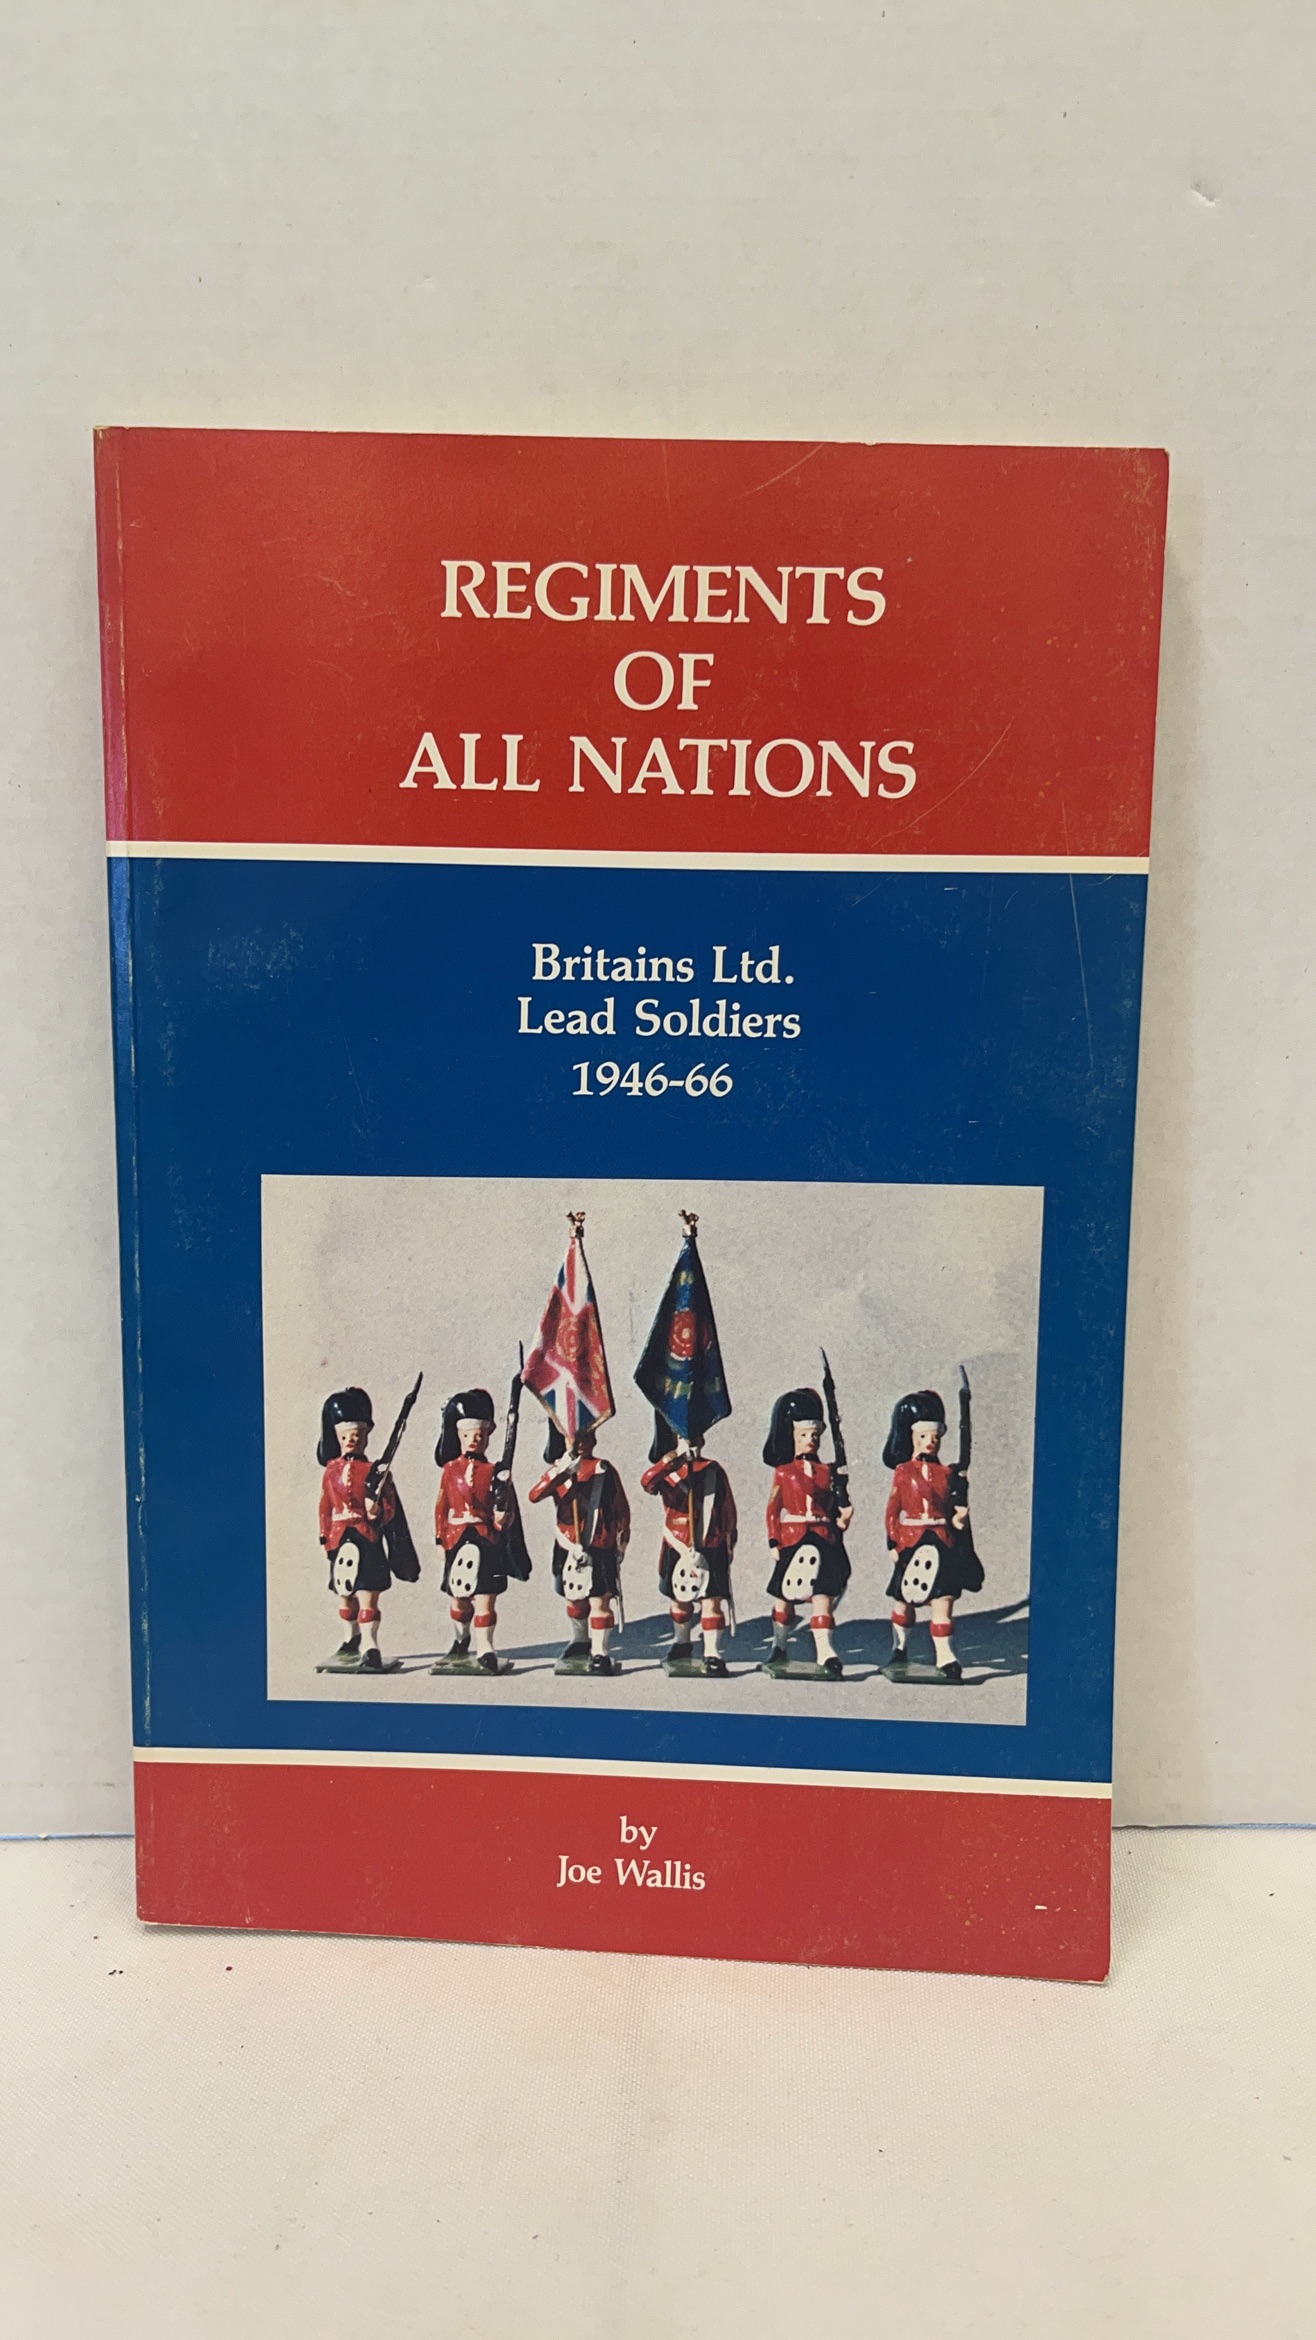 REGIMENTS
OF
ALL NATIONS
Britains Ltd.
Lead Soldiers
1946-66
by
Joe Wallis